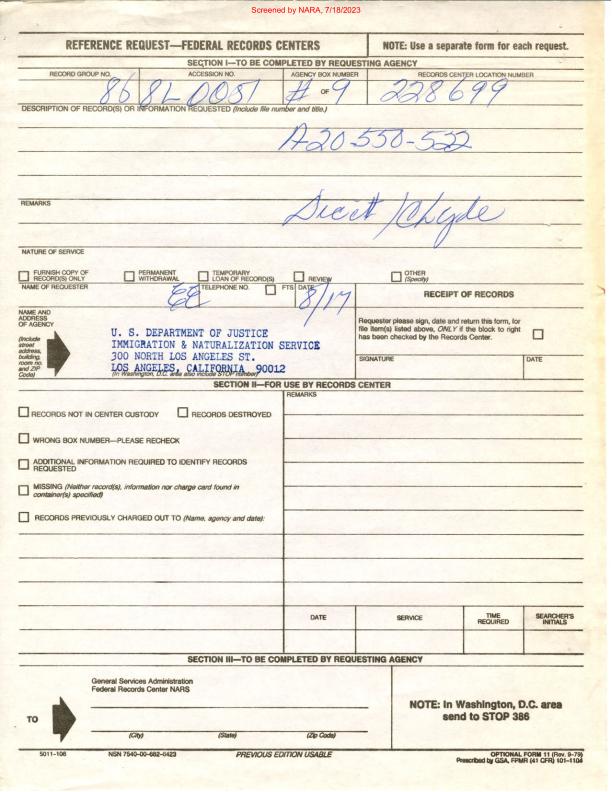 Screened by NARA, 7/18/2023
REFERENCE REQUEST—FEDERAL RECORDS CENTERS
NOTE: Use a separate form for each request.
SECTION I—TO BE COMPLETED BY REQUESTING AGENCY
RECORD GROUP NO. ACCESSION NO. AGENCY BOX NUMBER RECORDS CENTER LOCATION NUMBER
868L0051 # OF 9 228699
DESCRIPTION OF RECORD(S) OR INFORMATION REQUESTED (Include file number and title.)
A20-550-522
REMARKS
/Clyde
NATURE OF SERVICE
FURNISH COPY OF RECORD(S) ONLY
PERMANENT WITHDRAWAL
TEMPORARY LOAN OF RECORD(S)
REVIEW
OTHER (Specify)
NAME OF REQUESTER TELEPHONE NO. FTS DATE
8/17
RECEIPT OF RECORDS
NAME AND ADDRESS OF AGENCY
(Include street address, building, room no. and ZIP Code)
U. S. DEPARTMENT OF JUSTICE
IMMIGRATION & NATURALIZATION SERVICE
300 NORTH LOS ANGELES ST.
LOS ANGELES, CALIFORNIA 90012
(In Washington, D.C. area also include STOP number)
Requester please sign, date and return this form, for
file item(s) listed above, ONLY if the block to right
has been checked by the Records Center.
SIGNATURE DATE
SECTION II—FOR USE BY RECORDS CENTER
REMARKS
RECORDS NOT IN CENTER CUSTODY RECORDS DESTROYED
WRONG BOX NUMBER—PLEASE RECHECK
ADDITIONAL INFORMATION REQUIRED TO IDENTIFY RECORDS
REQUESTED
MISSING (Neither record(s), information nor charge card found in
container(s) specified)
RECORDS PREVIOUSLY CHARGED OUT TO (Name, agency and date):
DATE SERVICE TIME REQUIRED SEARCHER'S INITIALS
SECTION III—TO BE COMPLETED BY REQUESTING AGENCY
General Services Administration
Federal Records Center NARS
TO
(City) (State) (Zip Code)
NOTE: In Washington, D.C. area
send to STOP 386
5011-106 NSN 7540-00-682-6423 PREVIOUS EDITION USABLE OPTIONAL FORM 11 (Rev. 9-79)
Prescribed by GSA, FPMR (41 CFR) 101-1104